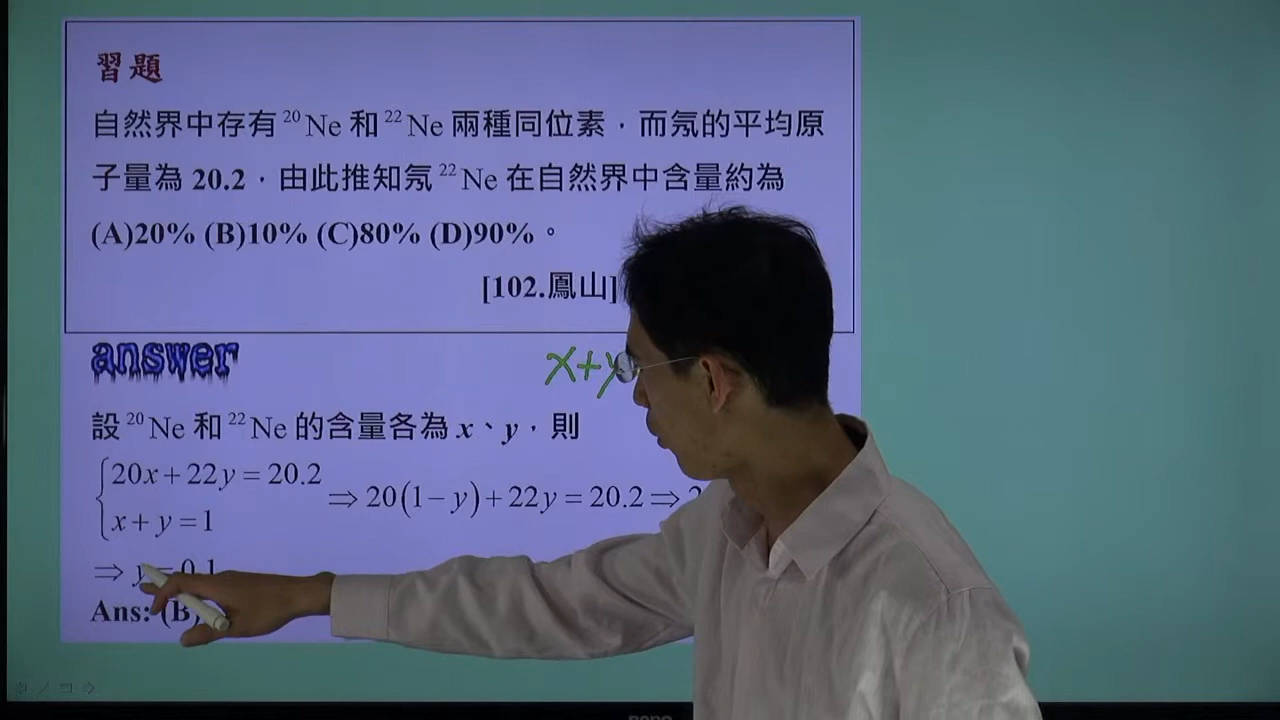 習題
自然界中存有 ²⁰Ne 和 ²²Ne 兩種同位素，而氖的平均原
子量為 20.2，由此推知氖 ²²Ne 在自然界中含量約為
(A)20% (B)10% (C)80% (D)90%。
[102.鳳山]
answer
x+y
設 ²⁰Ne 和 ²²Ne 的含量各為 x、y，則
20x+22y=20.2
x+y=1
⇒20(1−y)+22y=20.2⇒2
⇒ y=0.1
Ans: (B)